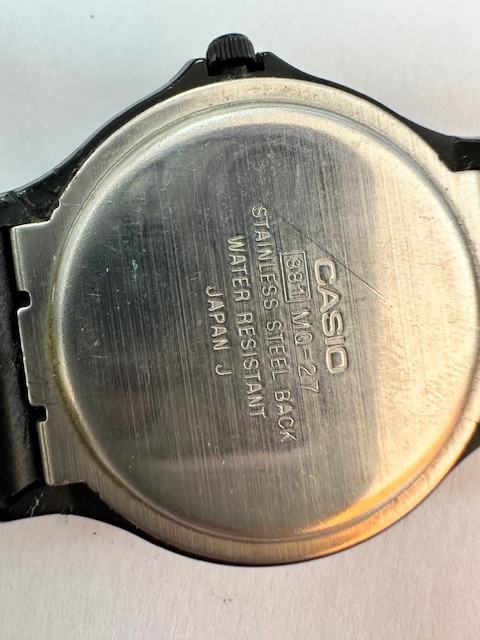 CASIO
881 MQ-27
STAINLESS STEEL BACK
WATER RESISTANT
JAPAN J